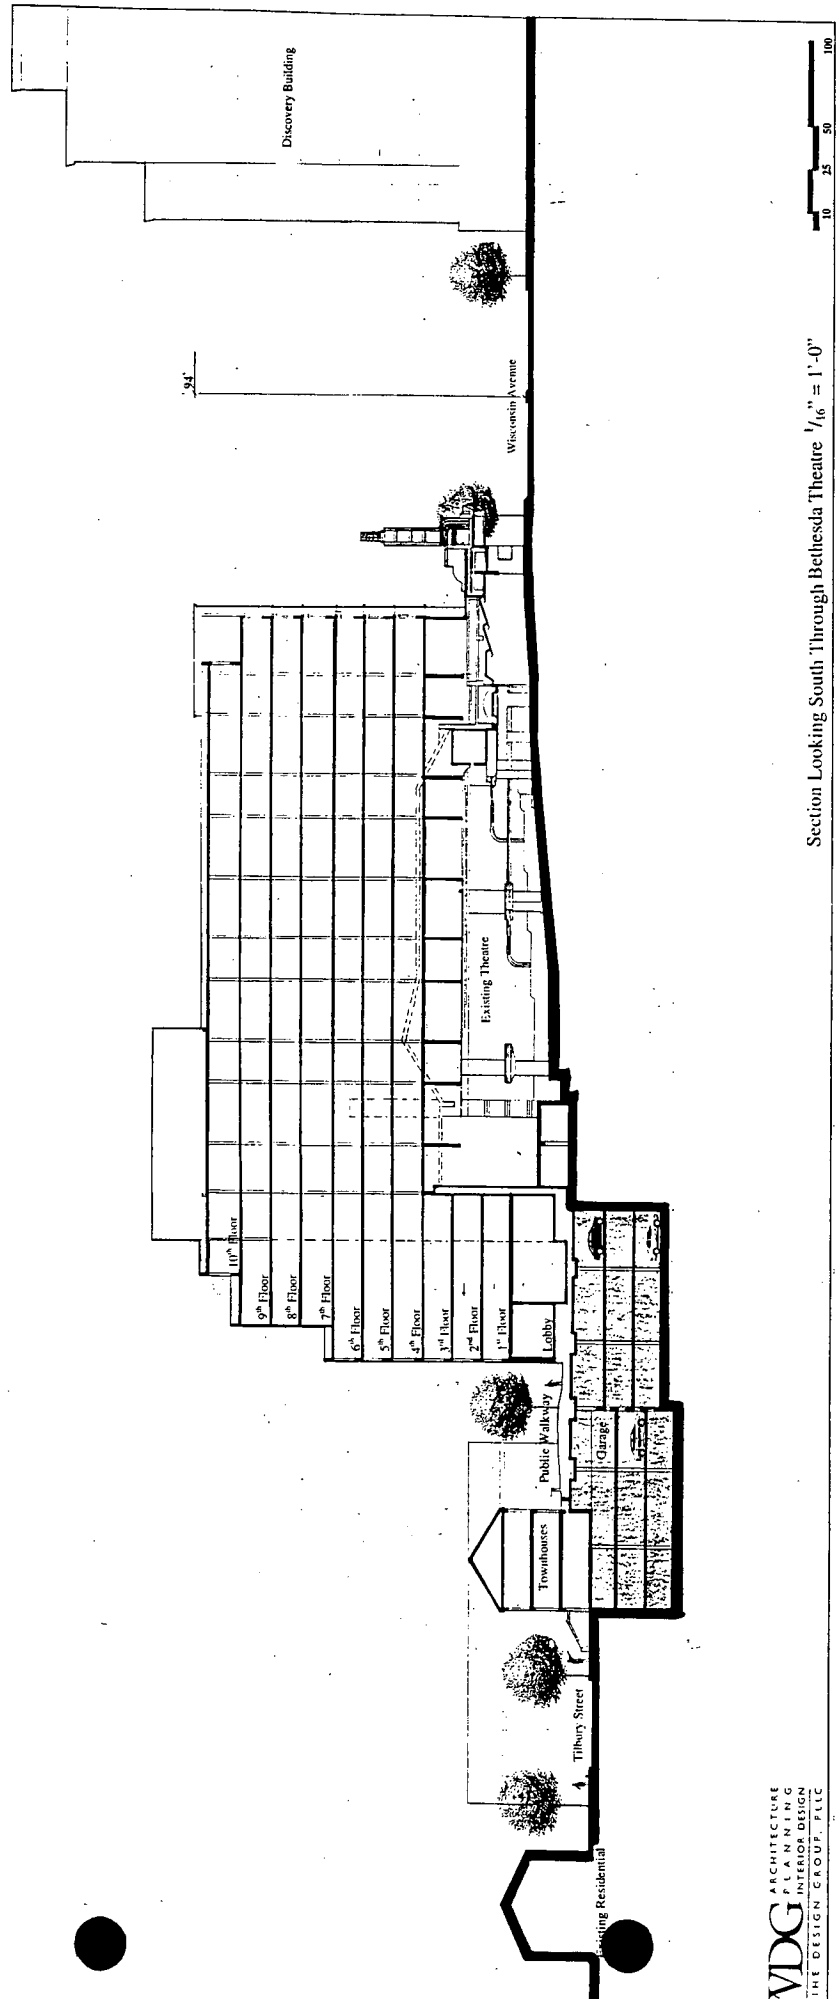 Discovery Building
94'
Wisconsin Avenue
Existing Theatre
10th Floor
9th Floor
8th Floor
7th Floor
6th Floor
5th Floor
4th Floor
3rd Floor
2nd Floor
1st Floor
Lobby
Public Walkway
Garage
Townhouses
Tilbury Street
Residential
Section Looking South Through Bethesda Theatre 1/16" = 1'-0"
10 25 50 100
VDG
ARCHITECTURE
PLANNING
INTERIOR DESIGN
THE DESIGN GROUP, PLLC